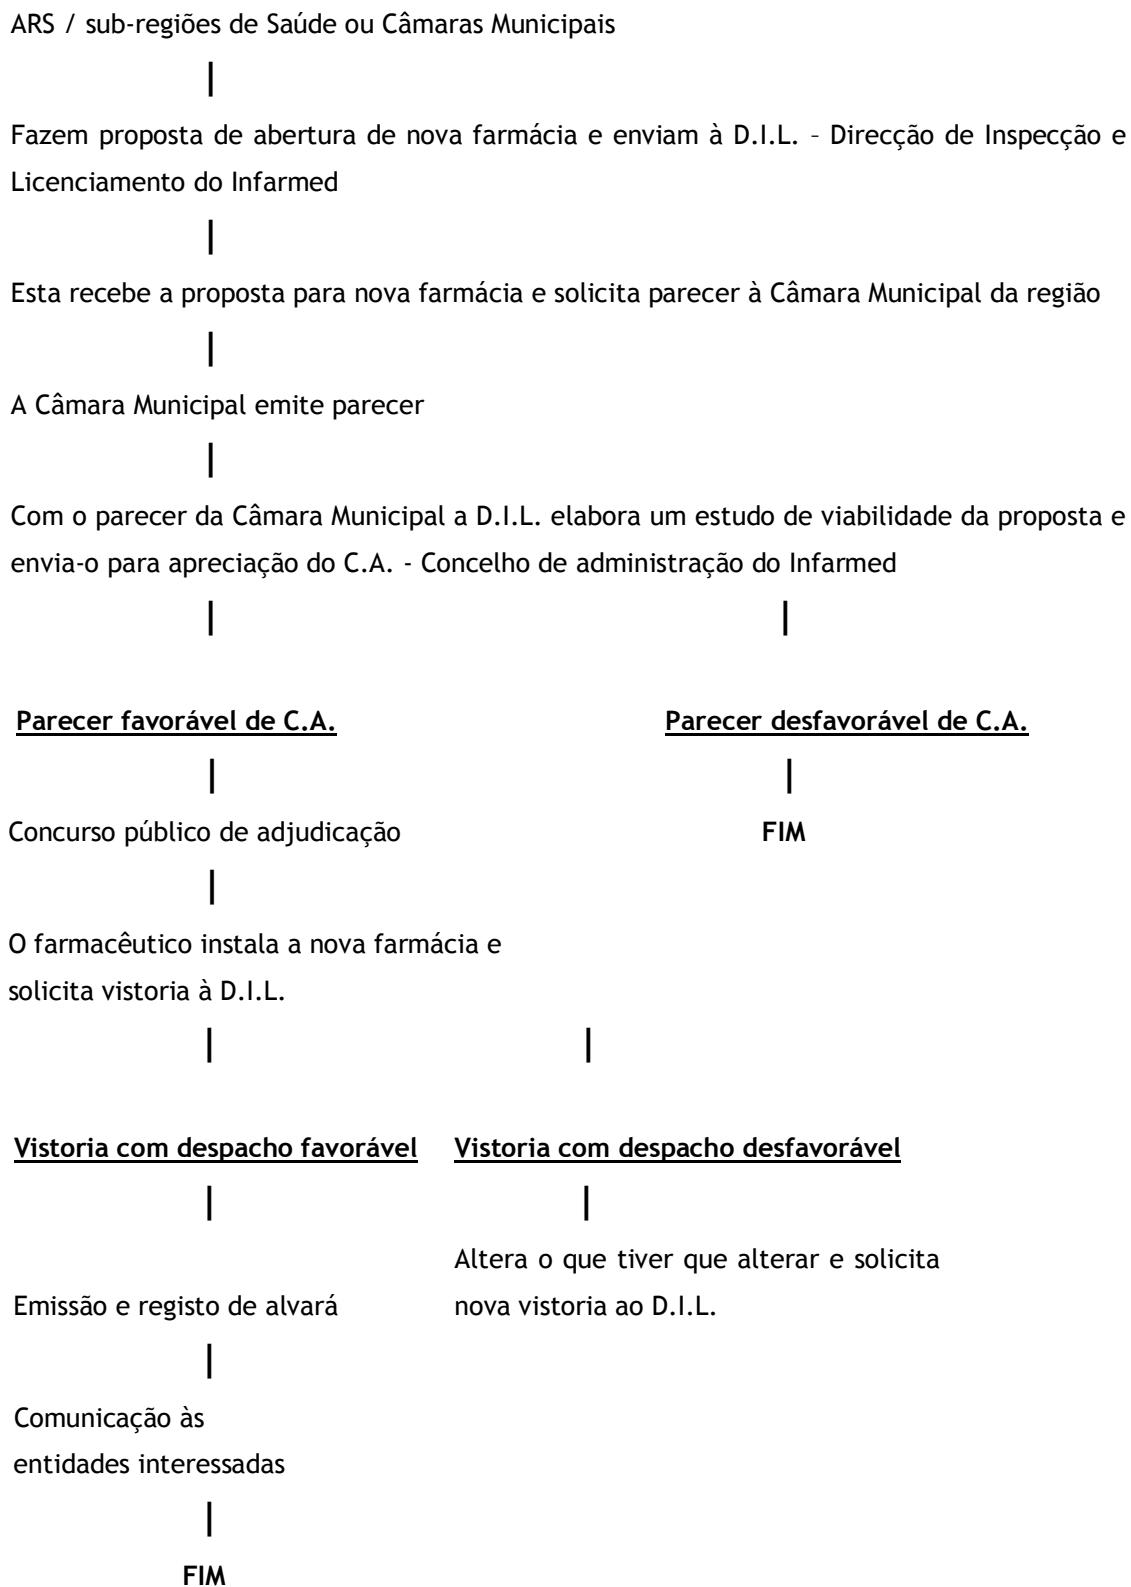 ARS / sub-regiões de Saúde ou Câmaras Municipais
Fazem proposta de abertura de nova farmácia e enviam à D.I.L. – Direcção de Inspecção e
Licenciamento do Infarmed
Esta recebe a proposta para nova farmácia e solicita parecer à Câmara Municipal da região
A Câmara Municipal emite parecer
Com o parecer da Câmara Municipal a D.I.L. elabora um estudo de viabilidade da proposta e
envia-o para apreciação do C.A. - Concelho de administração do Infarmed
Parecer favorável de C.A.
Parecer desfavorável de C.A.
Concurso público de adjudicação
FIM
O farmacêutico instala a nova farmácia e
solicita vistoria à D.I.L.
Vistoria com despacho favorável
Vistoria com despacho desfavorável
Altera o que tiver que alterar e solicita
Emissão e registo de alvará
nova vistoria ao D.I.L.
Comunicação às
entidades interessadas
FIM